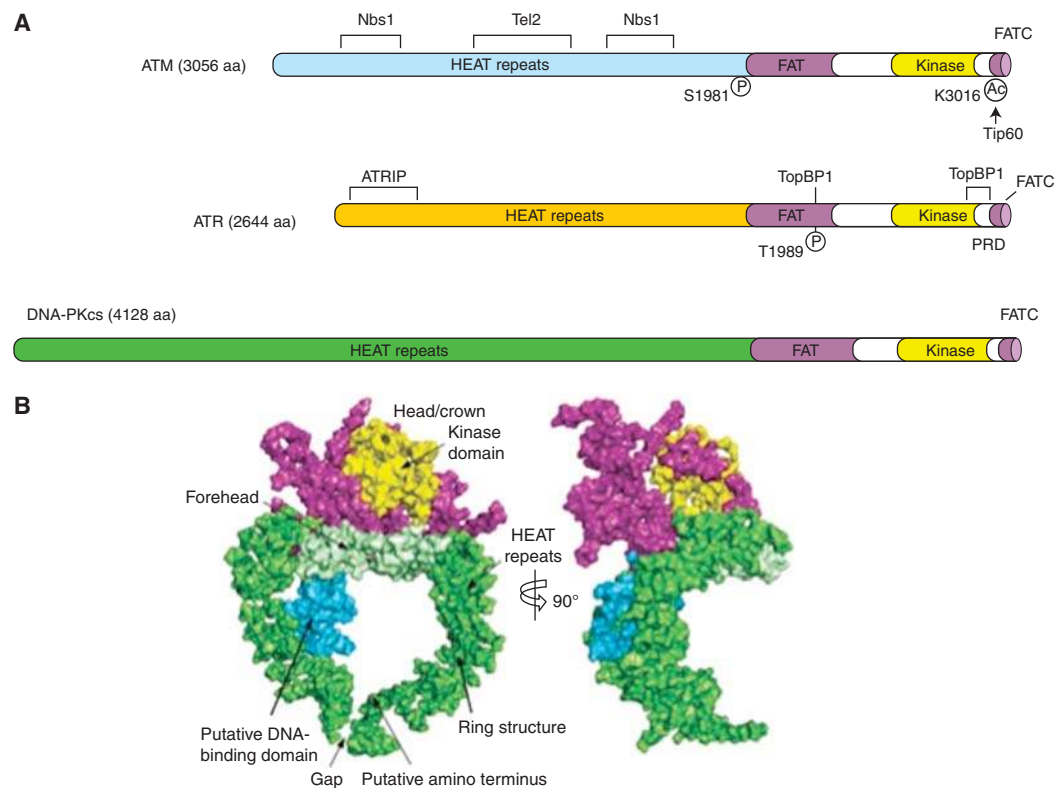 A
Nbs1 Tel2 Nbs1
FATC
ATM (3056 aa)
HEAT repeats FAT Kinase
S1981 P K3016 Ac
Tip60
ATRIP TopBP1 TopBP1
FATC
ATR (2644 aa)
HEAT repeats FAT Kinase
T1989 P PRD
DNA-PKcs (4128 aa) FATC
HEAT repeats FAT Kinase
B
Head/crown
Kinase
domain
Forehead
HEAT
repeats
90°
Putative DNA-
binding domain
Ring structure
Gap Putative amino terminus